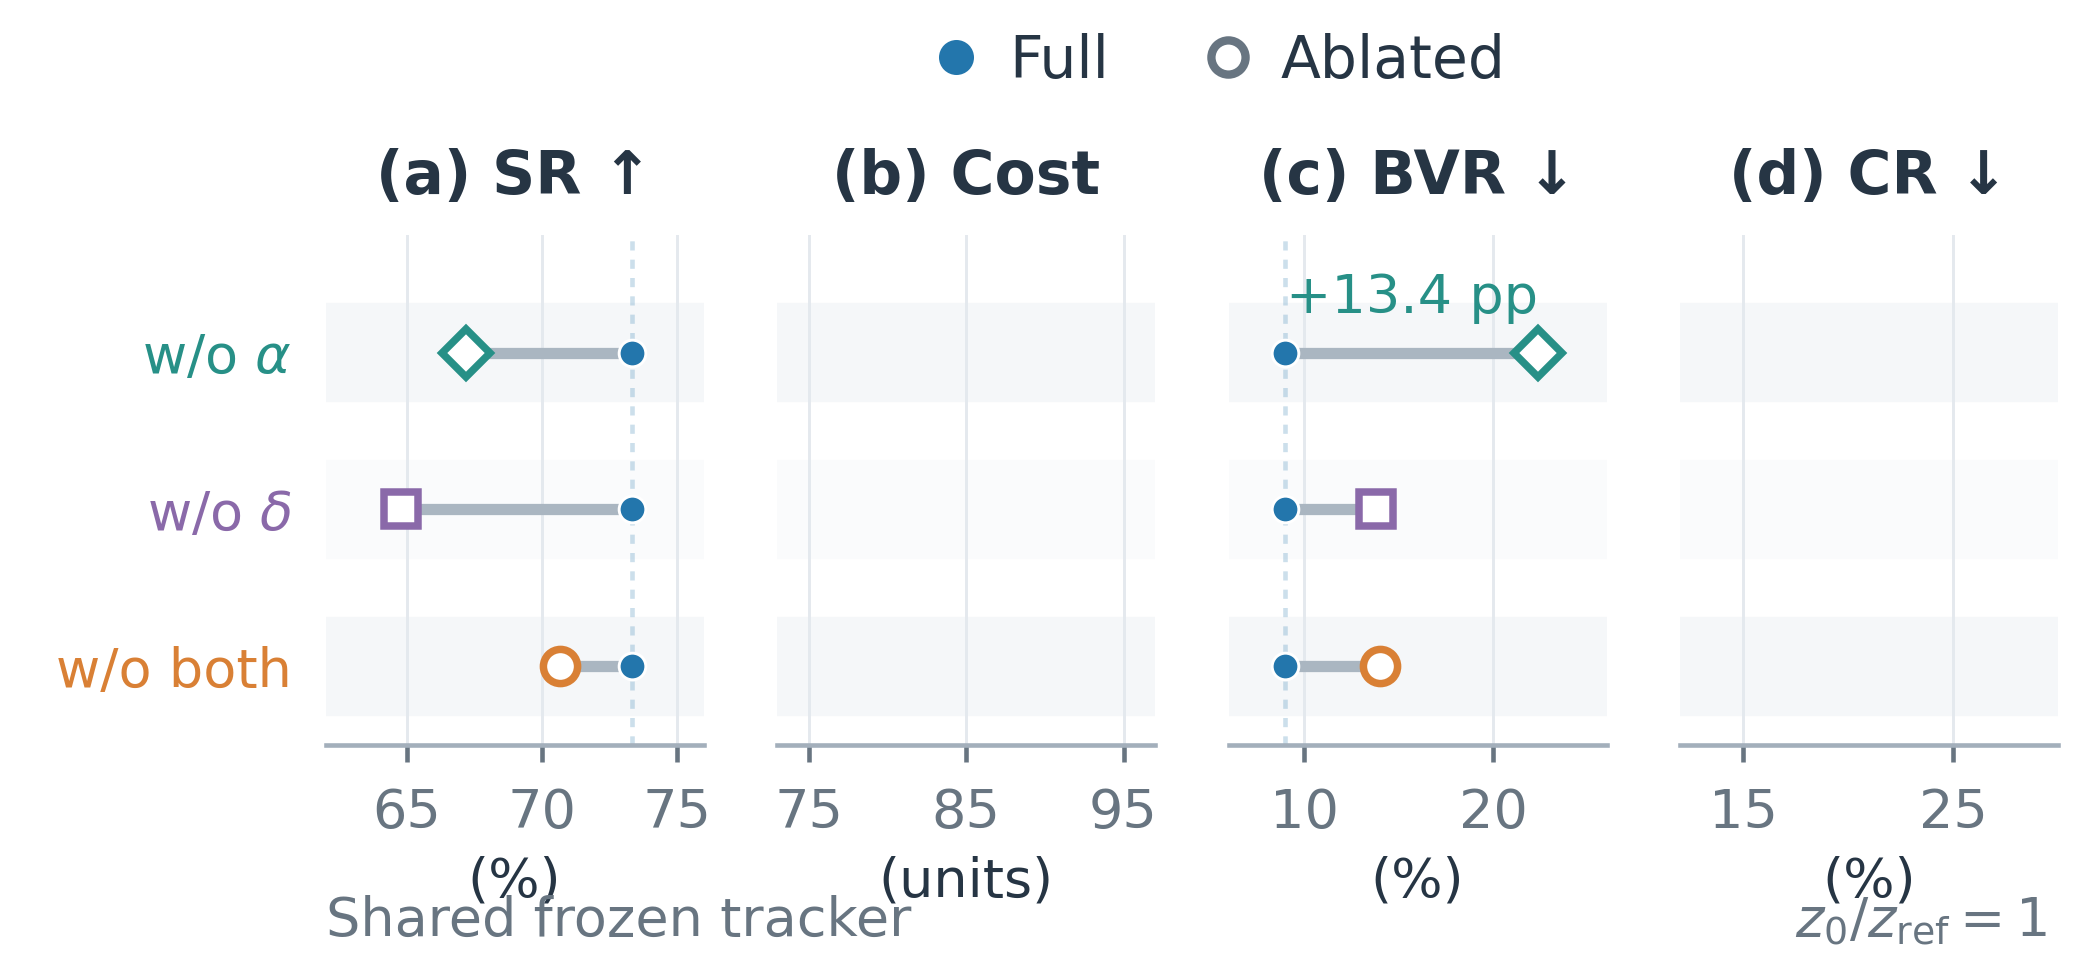 Full Ablated
(a) SR ↑ (b) Cost (c) BVR ↓ (d) CR ↓
+13.4 pp
w/o α
w/o δ
w/o both
65 70 75 75 85 95 10 20 15 25
(%) (units) (%) (%)
Shared frozen tracker z₀/z_ref = 1